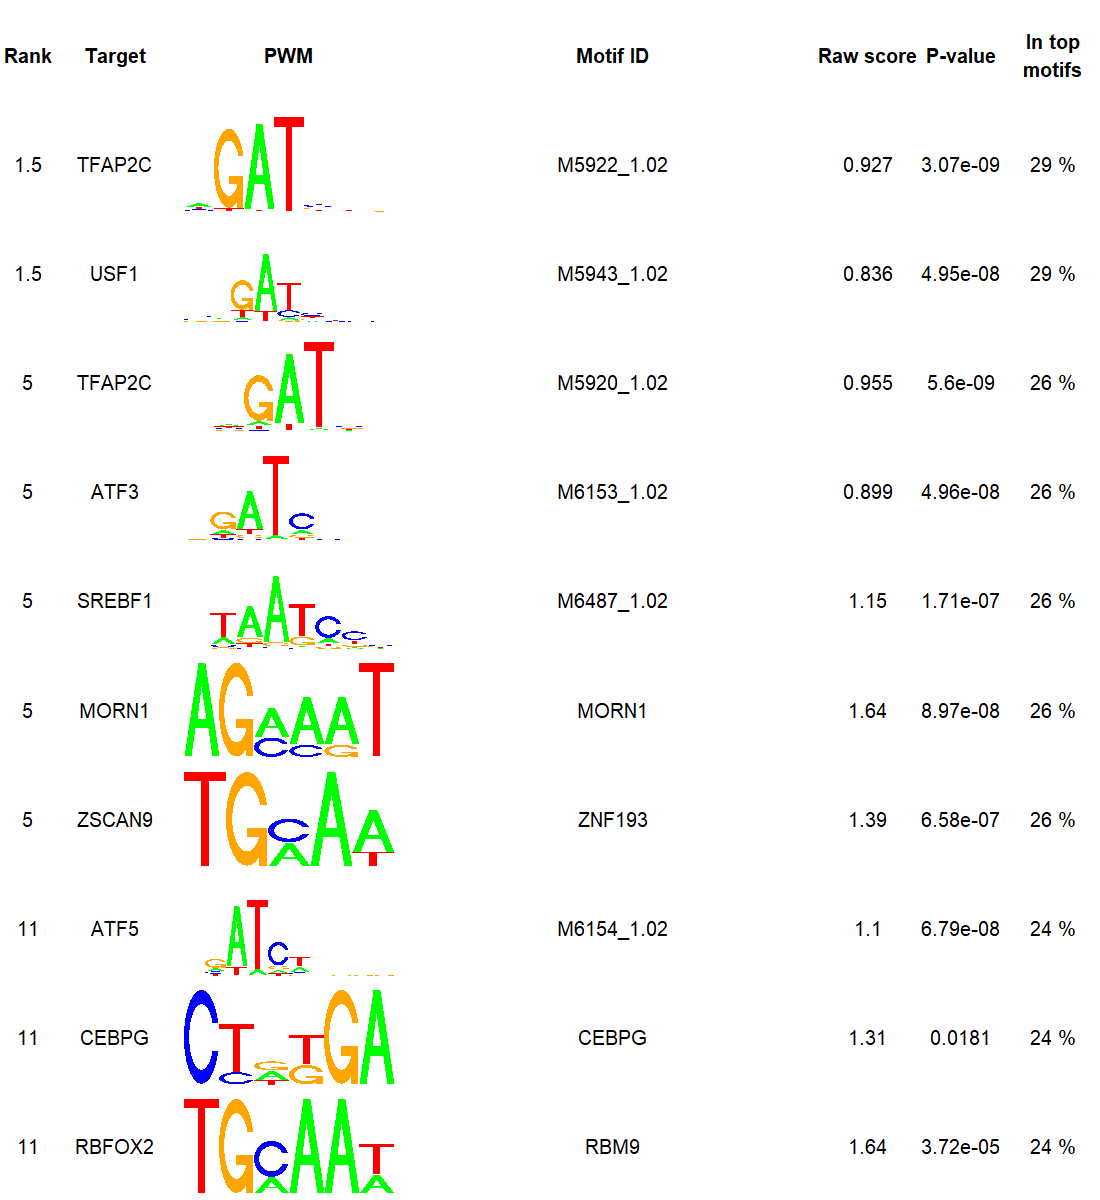 Rank Target PWM Motif ID Raw score P-value In top motifs
1.5 TFAP2C GAT M5922_1.02 0.927 3.07e-09 29 %
1.5 USF1 GAT M5943_1.02 0.836 4.95e-08 29 %
5 TFAP2C GAT M5920_1.02 0.955 5.6e-09 26 %
5 ATF3 GATC M6153_1.02 0.899 4.96e-08 26 %
5 SREBF1 TAATCC M6487_1.02 1.15 1.71e-07 26 %
5 MORN1 AGAAAT CCG MORN1 1.64 8.97e-08 26 %
5 ZSCAN9 TGCAA AT ZNF193 1.39 6.58e-07 26 %
11 ATF5 GATCT M6154_1.02 1.1 6.79e-08 24 %
11 CEBPG CTGTGA CAG CEBPG 1.31 0.0181 24 %
11 RBFOX2 TGCAAT AA RBM9 1.64 3.72e-05 24 %